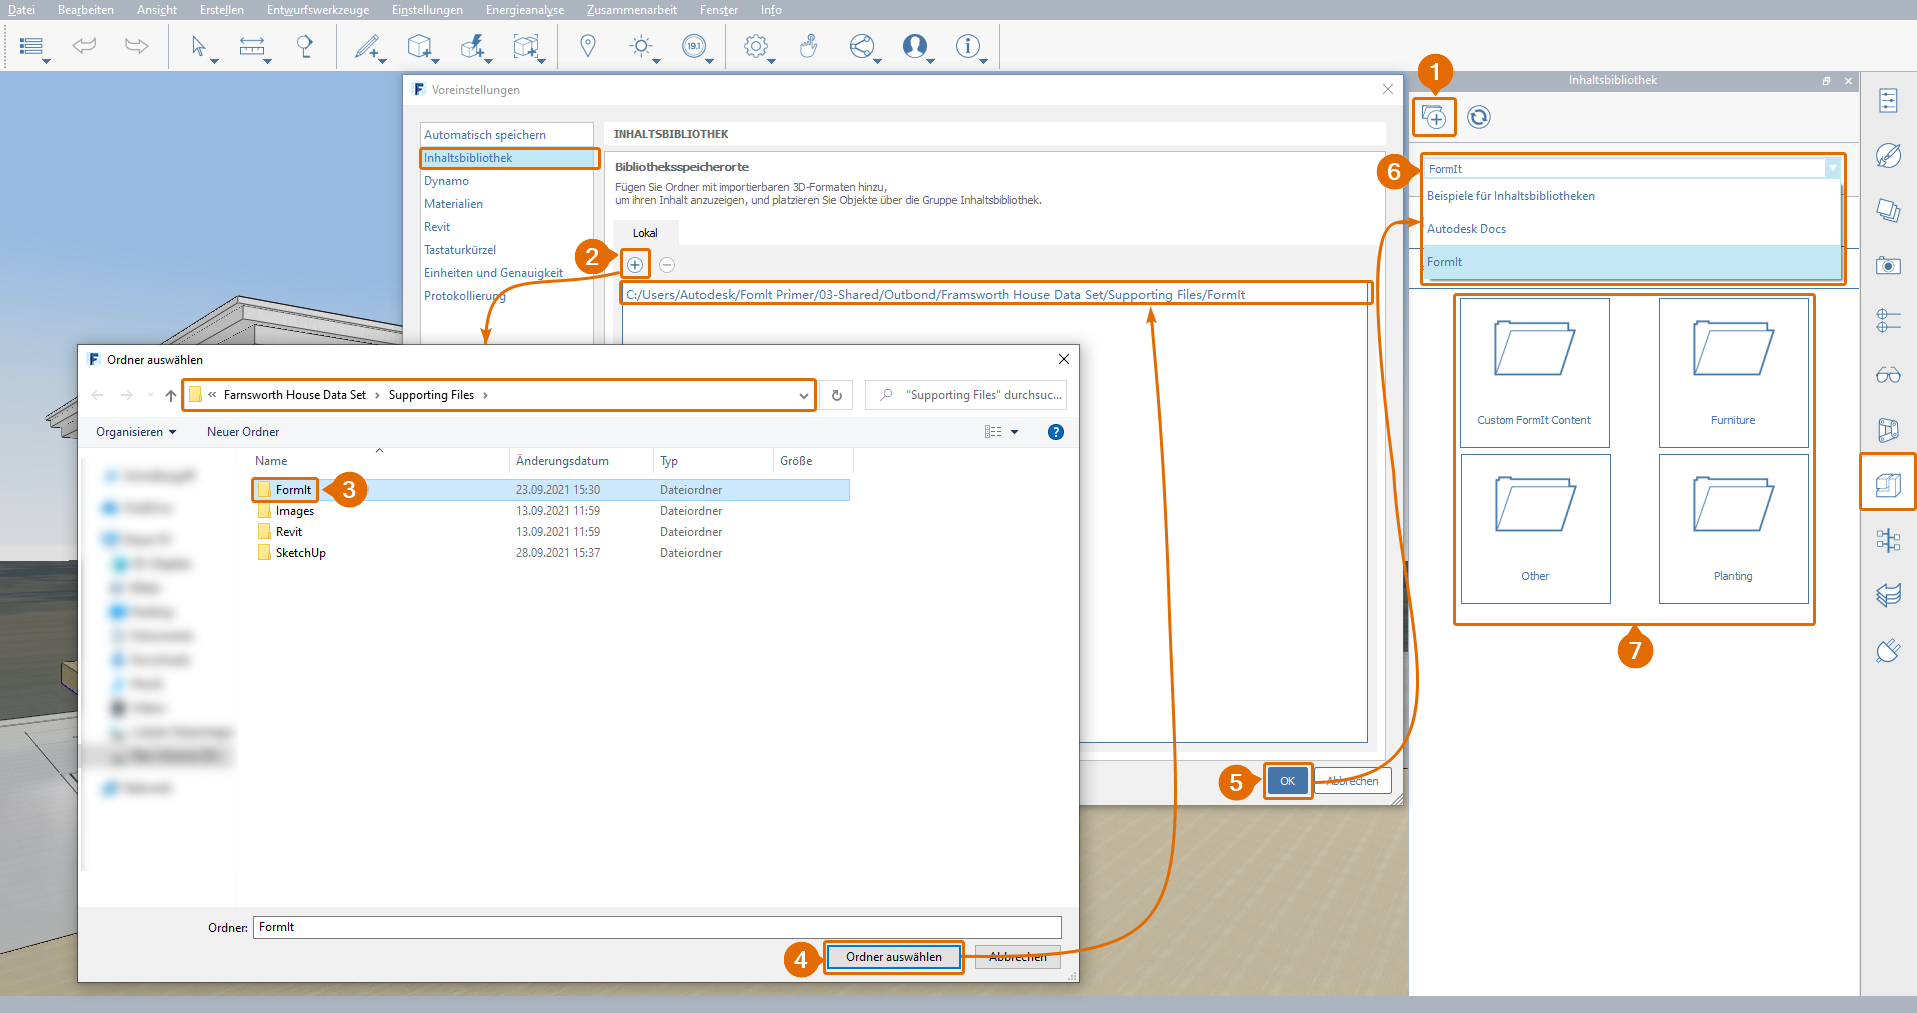 Datei Bearbeiten Ansicht Erstellen Entwurfswerkzeuge Einstellungen Energieanalyse Zusammenarbeit Fenster Info
19.1
F Voreinstellungen
Automatisch speichern
Inhaltsbibliothek
Dynamo
Materialien
Revit
Tastaturkürzel
Einheiten und Genauigkeit
Protokollierung
INHALTSBIBLIOTHEK
Bibliotheksspeicherorte
Fügen Sie Ordner mit importierbaren 3D-Formaten hinzu,
um ihren Inhalt anzuzeigen, und platzieren Sie Objekte über die Gruppe Inhaltsbibliothek.
Lokal
2
C:/Users/Autodesk/FomIt Primer/03-Shared/Outbond/Framsworth House Data Set/Supporting Files/FormIt
5
OK
Abbrechen
F Ordner auswählen
« Farnsworth House Data Set › Supporting Files ›
"Supporting Files" durchsuc...
Organisieren
Neuer Ordner
?
Name Änderungsdatum Typ Größe
FormIt 3 23.09.2021 15:30 Dateiordner
Images 13.09.2021 11:59 Dateiordner
Revit 13.09.2021 11:59 Dateiordner
SketchUp 28.09.2021 15:37 Dateiordner
Ordner: FormIt
4
Ordner auswählen
Abbrechen
1
Inhaltsbibliothek
6
FormIt
Beispiele für Inhaltsbibliotheken
Autodesk Docs
FormIt
Custom FormIt Content
Furniture
Other
Planting
7